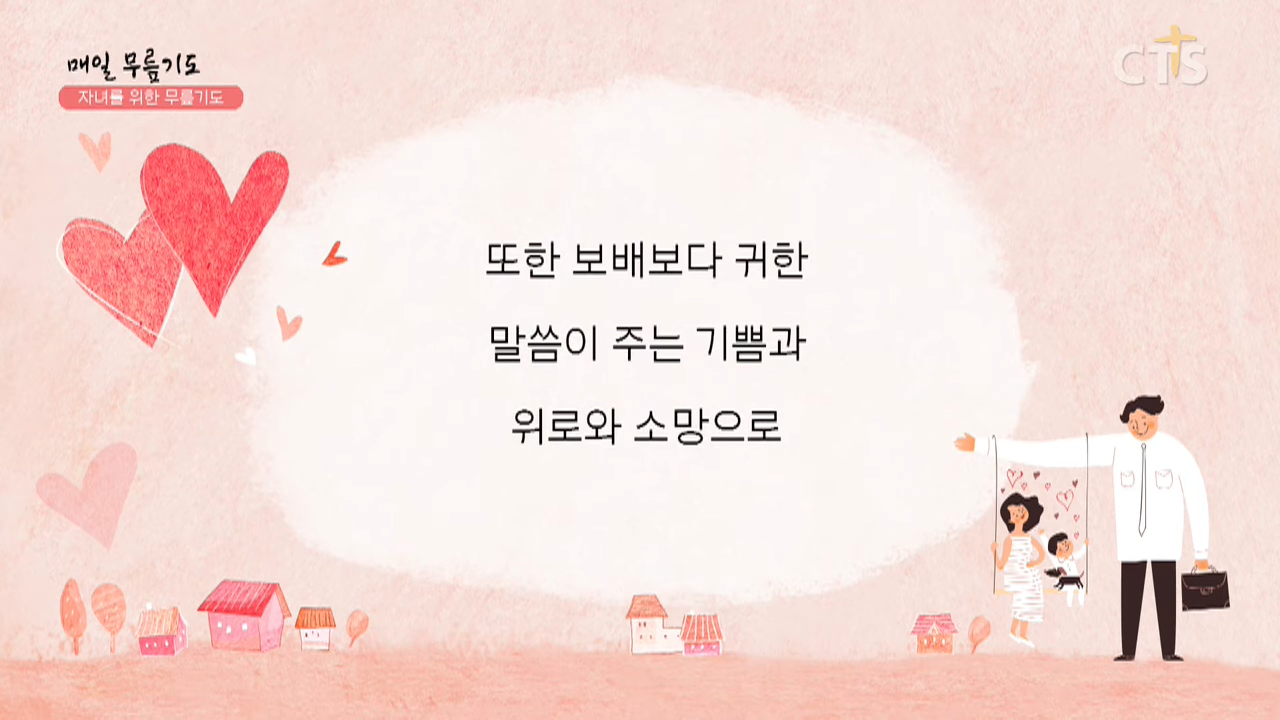 매일 무릎기도
자녀를 위한 무릎기도
CTS
또한 보배보다 귀한
말씀이 주는 기쁨과
위로와 소망으로